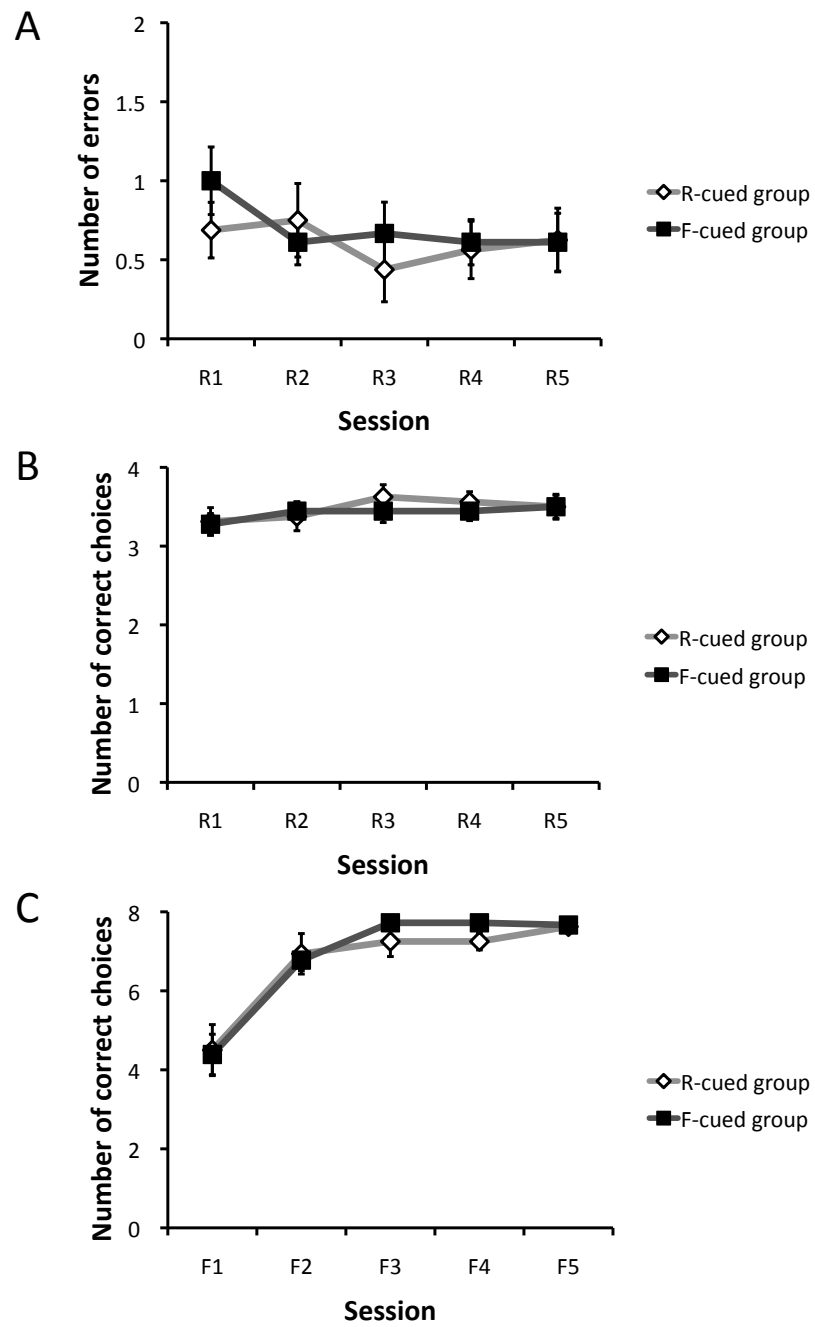 A
Number of errors
2
1.5
1
0.5
0
R1 R2 R3 R4 R5
Session
R-cued group
F-cued group
B
Number of correct choices
4
3
2
1
0
R1 R2 R3 R4 R5
Session
R-cued group
F-cued group
C
Number of correct choices
8
6
4
2
0
F1 F2 F3 F4 F5
Session
R-cued group
F-cued group